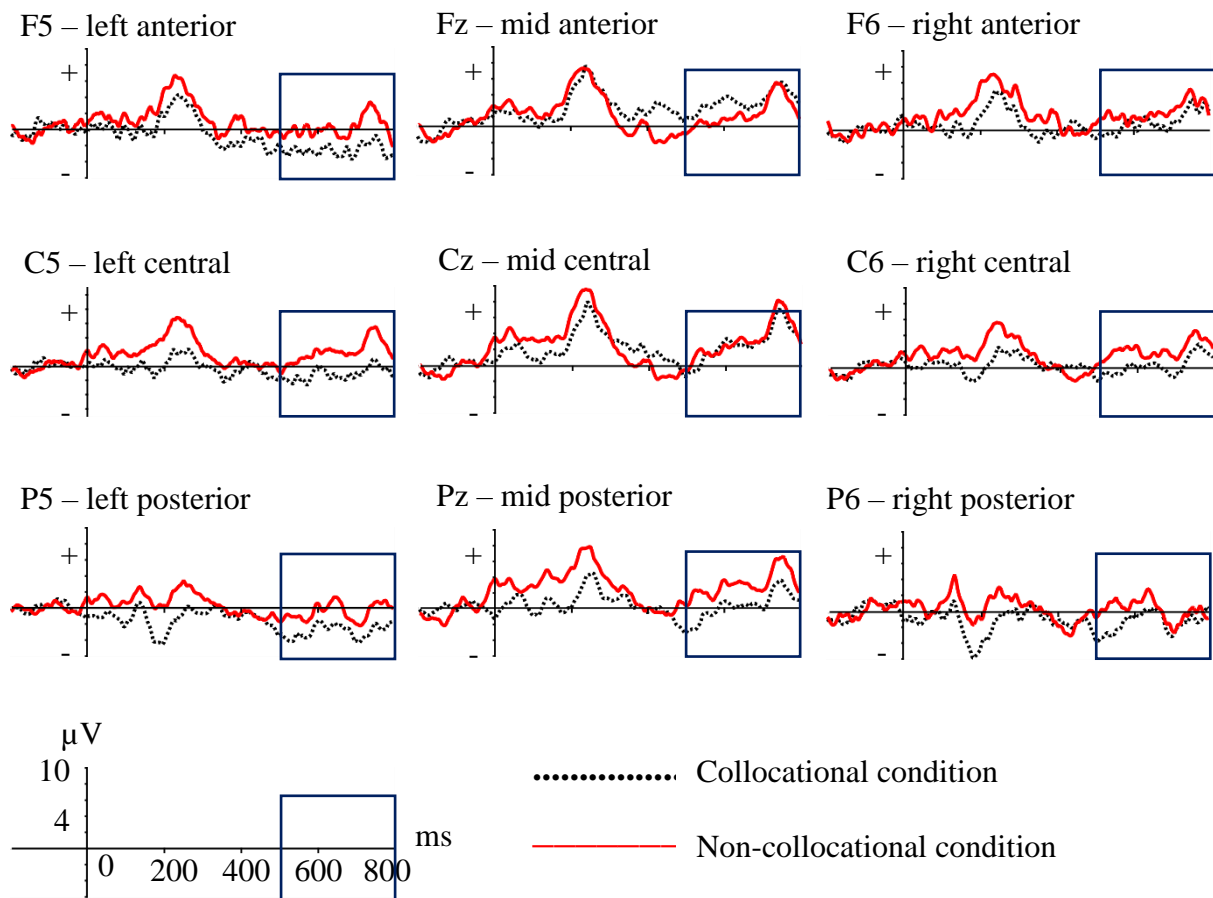 F5 – left anterior
Fz – mid anterior
F6 – right anterior
+
+
+
-
-
-
C5 – left central
Cz – mid central
C6 – right central
+
+
+
-
-
-
P5 – left posterior
Pz – mid posterior
P6 – right posterior
+
+
+
-
-
-
µV
10
4
ms
0 200 400 600 800
Collocational condition
Non-collocational condition